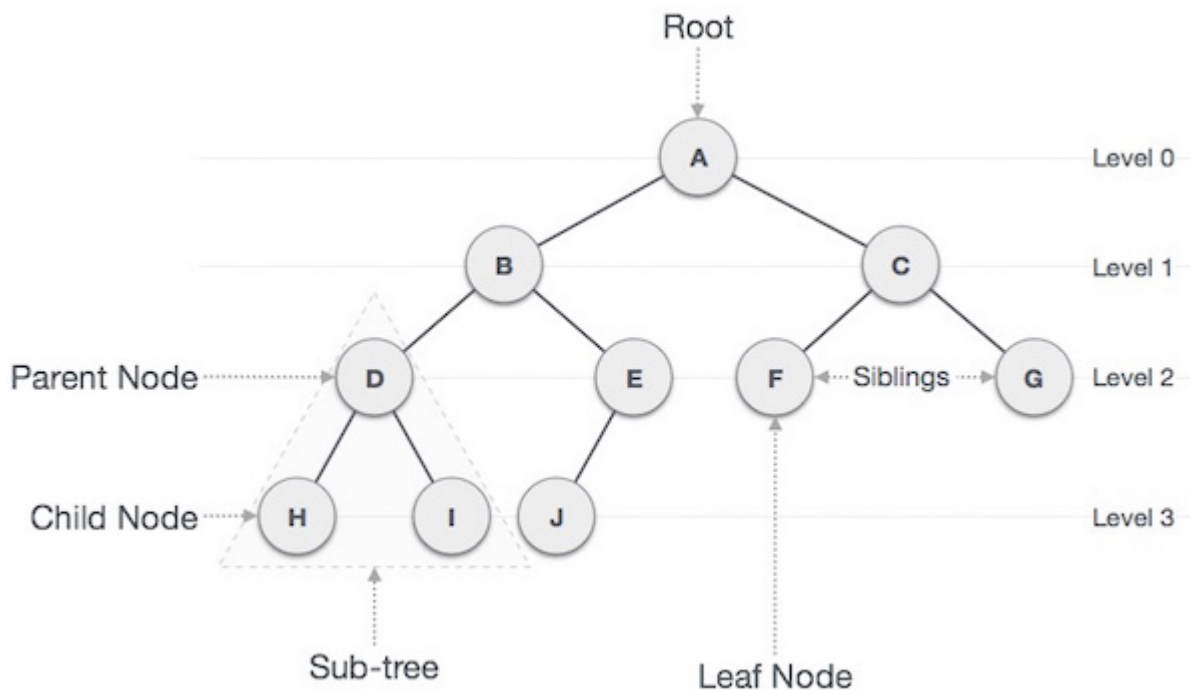 Root
A
Level 0
B
C
Level 1
Parent Node
D
E
F
Siblings
G
Level 2
Child Node
H
I
J
Level 3
Sub-tree
Leaf Node